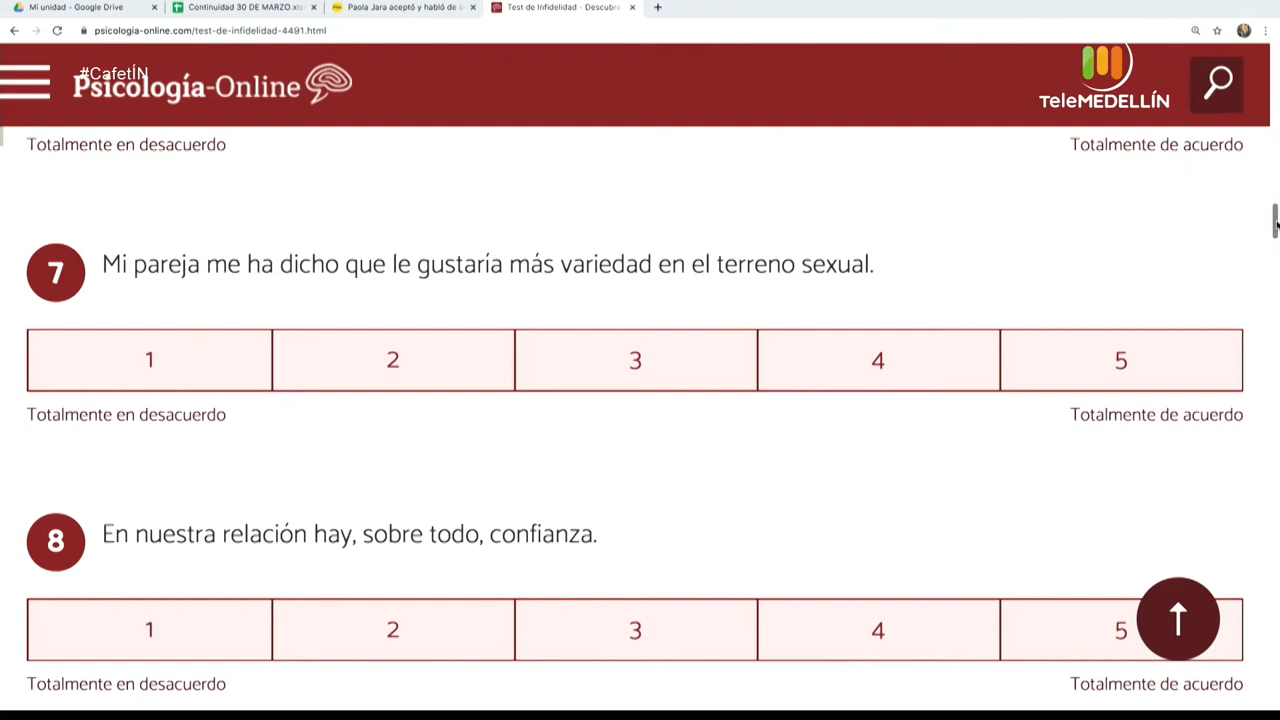 Mi unidad - Google Drive
Continuidad 30 DE MARZO.xls
Paola Jara aceptó y habló de s
Test de Infidelidad - Descubre
psicologia-online.com/test-de-infidelidad-4491.html
#CafetÍN
Psicología-Online
TeleMEDELLÍN
Totalmente en desacuerdo
Totalmente de acuerdo
7
Mi pareja me ha dicho que le gustaría más variedad en el terreno sexual.
1 2 3 4 5
Totalmente en desacuerdo
Totalmente de acuerdo
8
En nuestra relación hay, sobre todo, confianza.
1 2 3 4 5
Totalmente en desacuerdo
Totalmente de acuerdo